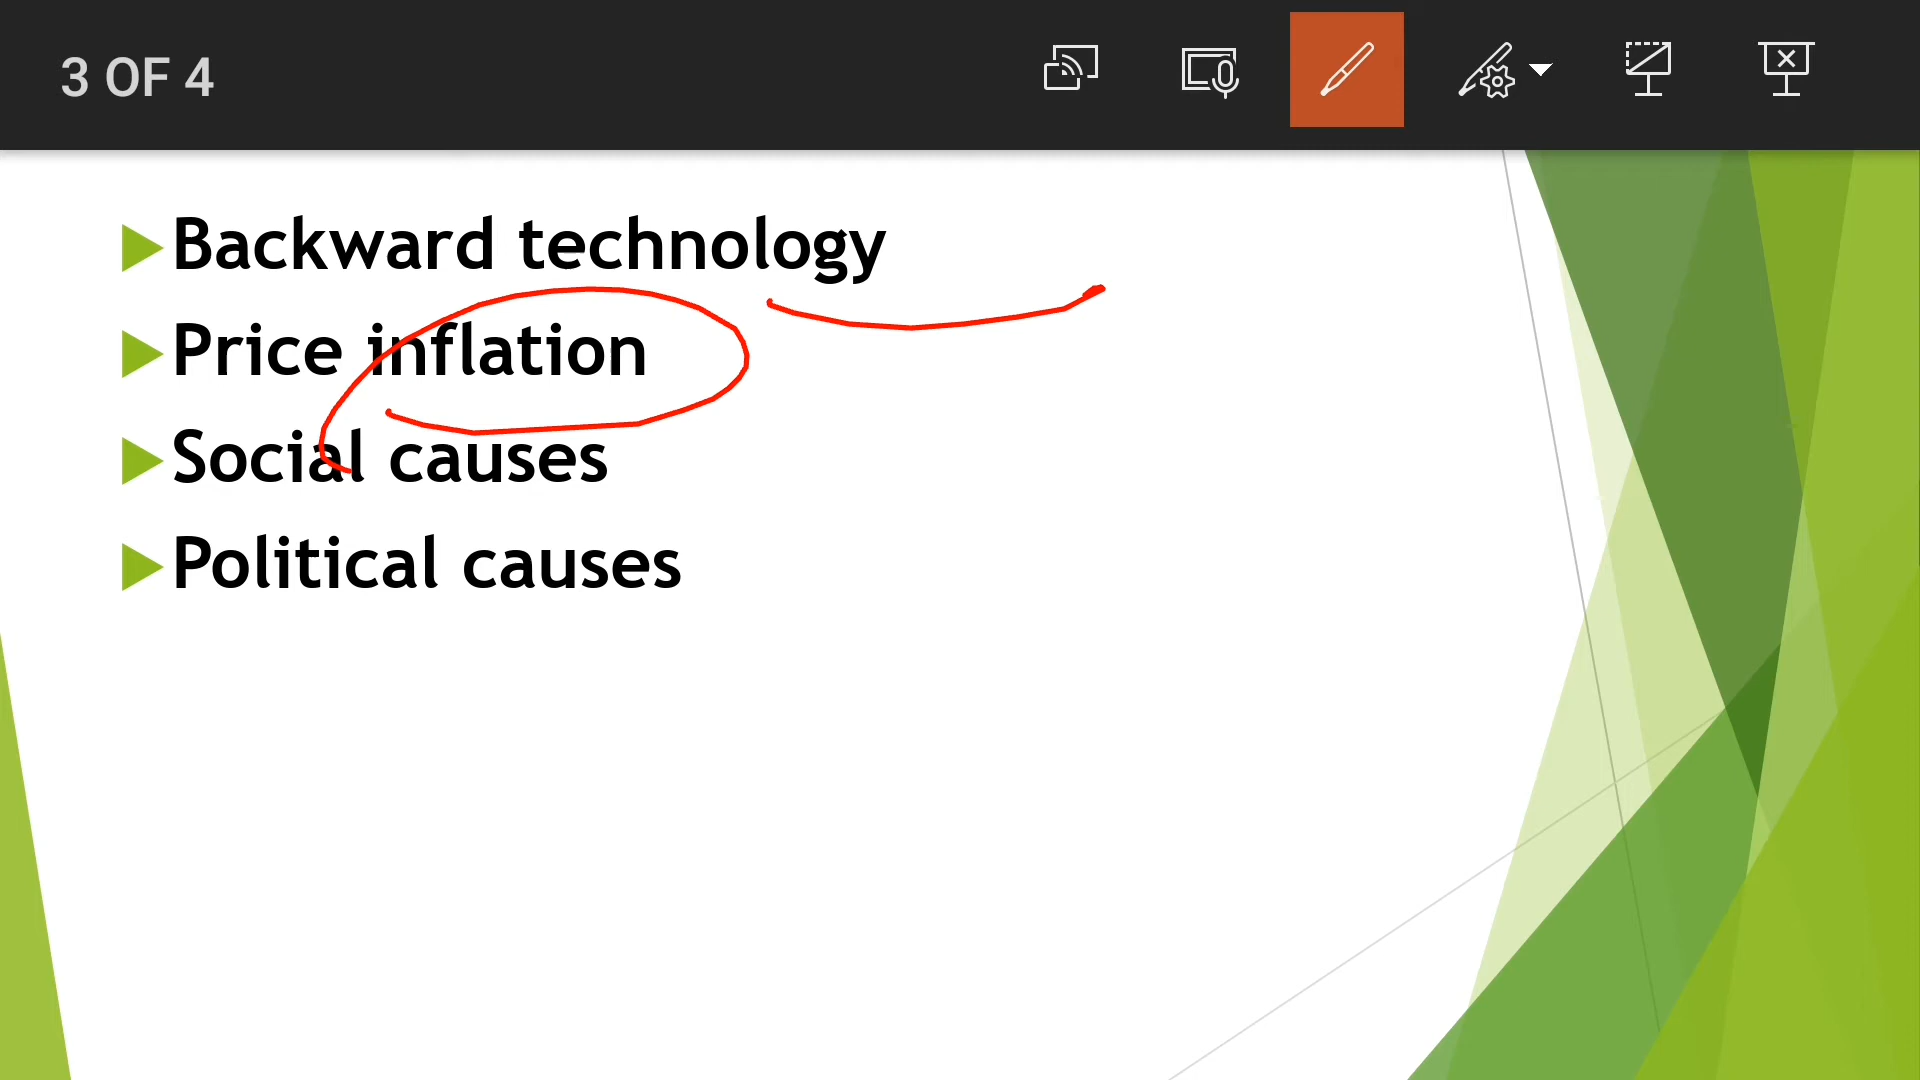 3 OF 4
Backward technology
Price inflation
Social causes
Political causes